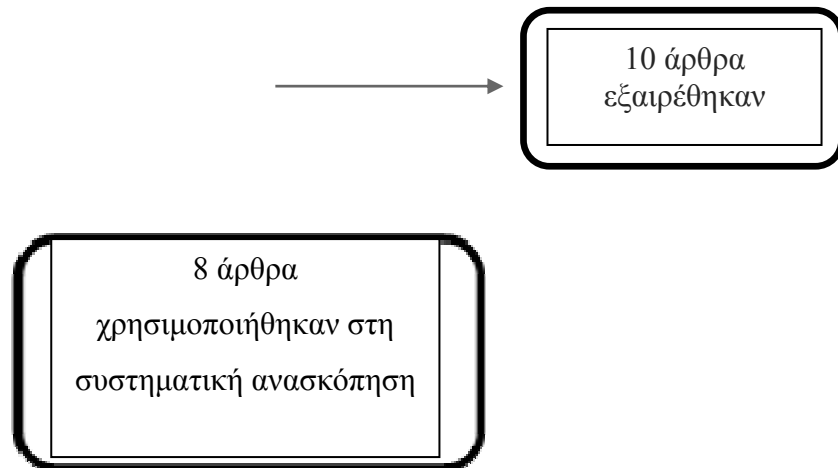 10 άρθρα
εξαιρέθηκαν
8 άρθρα
χρησιμοποιήθηκαν στη
συστηματική ανασκόπηση